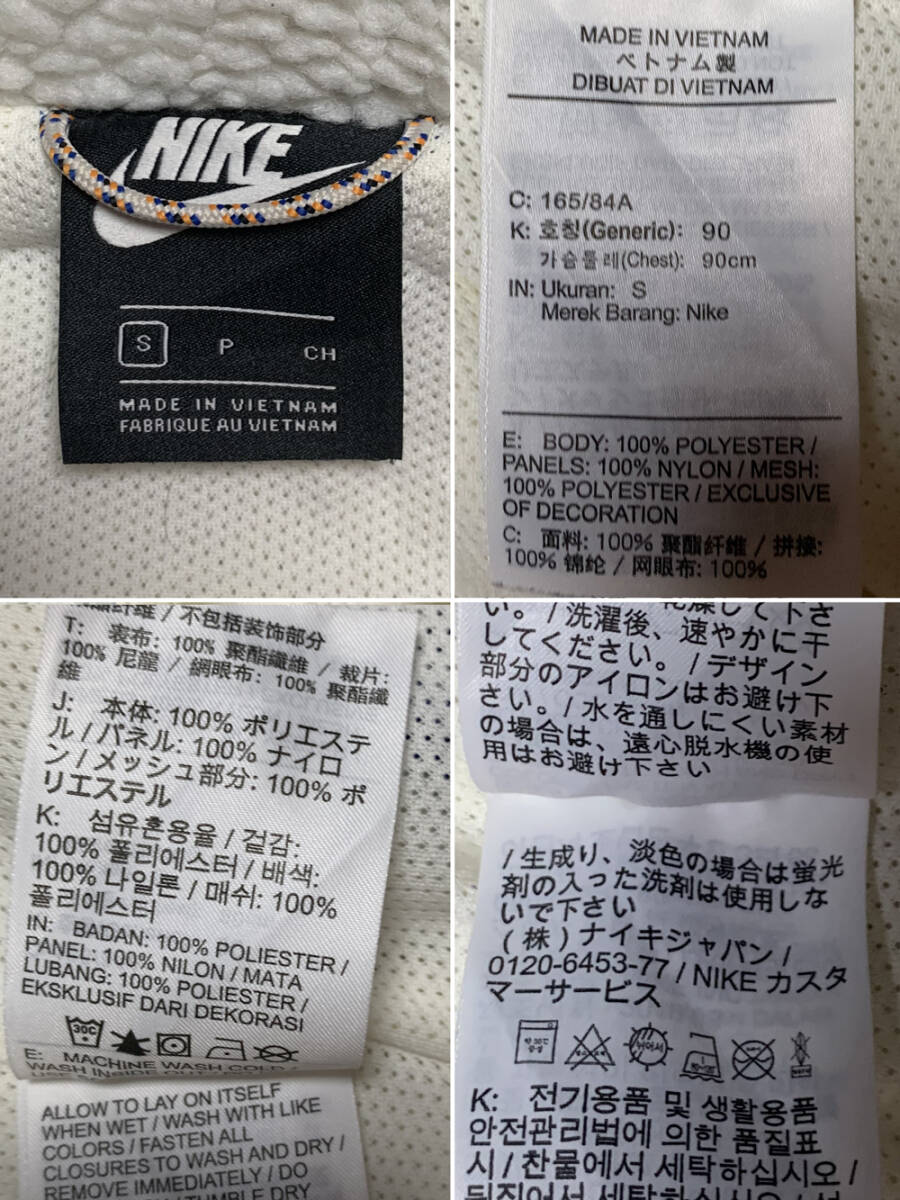 NIKE
S P CH
MADE IN VIETNAM
FABRIQUE AU VIETNAM
MADE IN VIETNAM
ベトナム製
DIBUAT DI VIETNAM
C: 165/84A
K: 호칭(Generic): 90
가슴둘레(Chest): 90cm
IN: Ukuran: S
Merek Barang: Nike
E: BODY: 100% POLYESTER /
PANELS: 100% NYLON / MESH:
100% POLYESTER / EXCLUSIVE
OF DECORATION
C: 面料: 100% 聚酯纤维 / 拼接:
100% 锦纶 / 网眼布: 100%
/ 不包括装饰部分
T: 表布: 100% 聚酯纖維 / 裁片:
100% 尼龍 / 網眼布: 100% 聚酯纖
維
J: 本体: 100% ポリエステ
ル / パネル: 100% ナイロ
ン / メッシュ部分: 100% ポ
リエステル
K: 섬유혼용율 / 겉감:
100% 폴리에스터 / 배색:
100% 나일론 / 매쉬: 100%
폴리에스터
IN: BADAN: 100% POLIESTER /
PANEL: 100% NILON / MATA
LUBANG: 100% POLIESTER /
EKSKLUSIF DARI DEKORASI
30C
E: MACHINE WASH COLD /
ALLOW TO LAY ON ITSELF
WHEN WET / WASH WITH LIKE
COLORS / FASTEN ALL
CLOSURES TO WASH AND DRY /
REMOVE IMMEDIATELY / DO
TUMBLE DRY
い。/ 洗濯後、速やかに干
してください。 / デザイン
部分のアイロンはお避け下
さい。/ 水を通しにくい素材
の場合は、遠心脱水機の使
用はお避け下さい
/ 生成り、淡色の場合は蛍光
剤の入った洗剤は使用しな
いで下さい
(株) ナイキジャパン /
0120-6453-77 / NIKE カスタ
マーサービス
K: 전기용품 및 생활용품
안전관리법에 의한 품질표
시 / 찬물에서 세탁하십시오 /